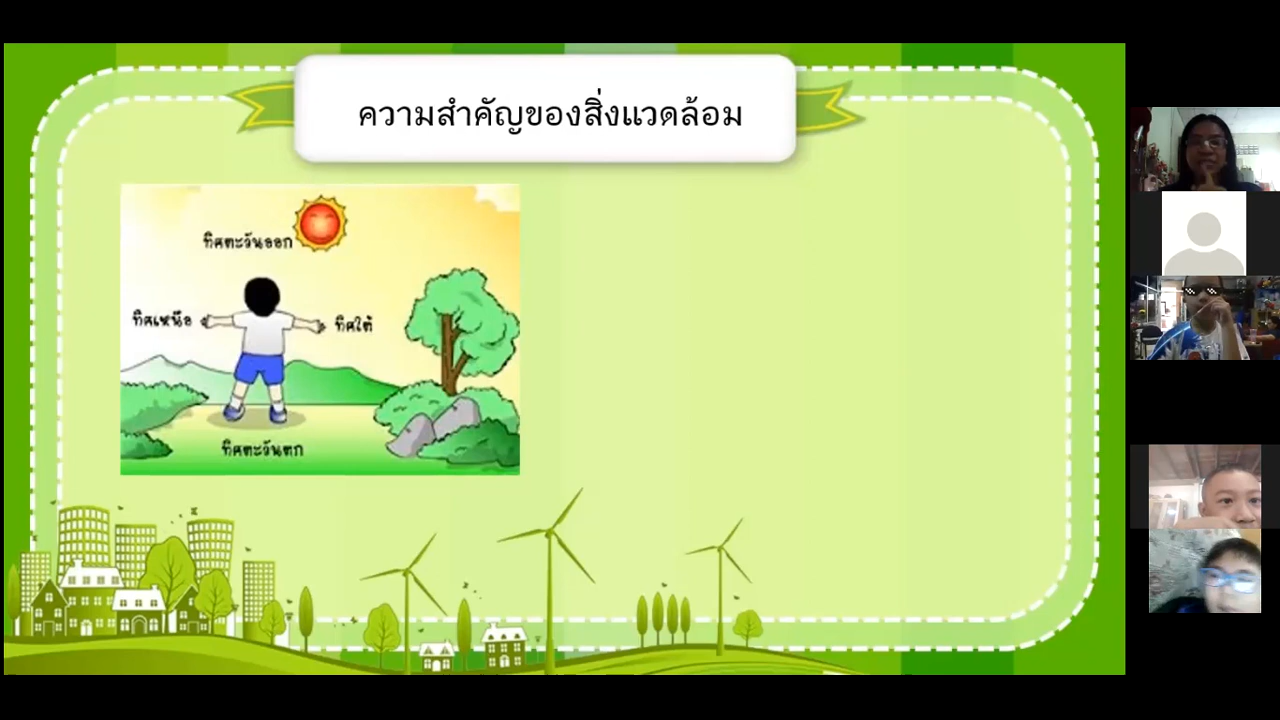 ความสำคัญของสิ่งแวดล้อม
ทิศตะวันออก
ทิศเหนือ
ทิศใต้
ทิศตะวันตก